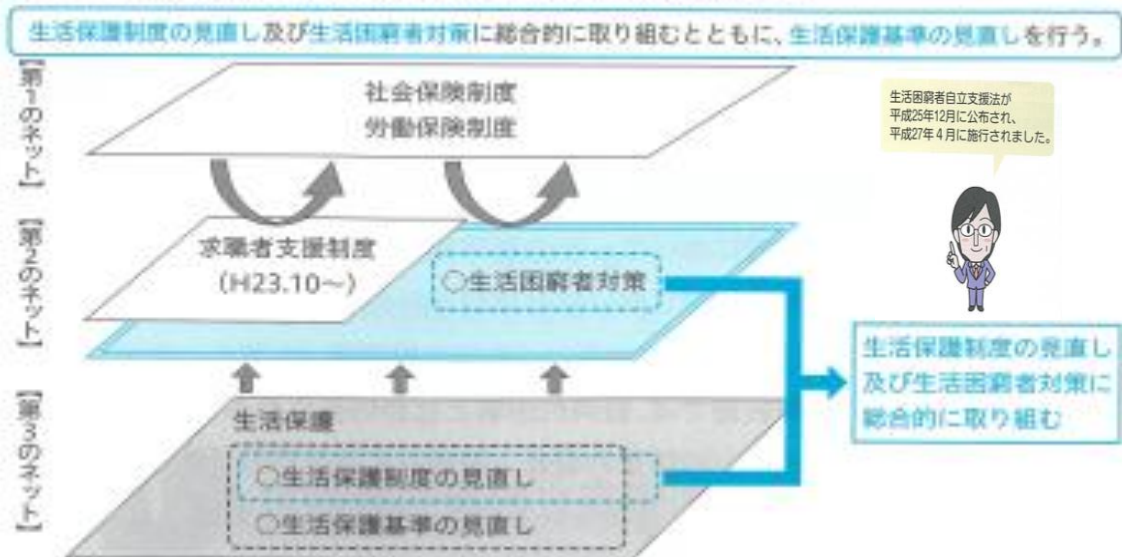 生活保護制度の見直し及び生活困窮者対策に総合的に取り組むとともに、生活保護基準の見直しを行う。
【第1のネット】
社会保険制度
労働保険制度
生活困窮者自立支援法が
平成25年12月に公布され、
平成27年4月に施行されました。
【第2のネット】
求職者支援制度
(H23.10〜)
○生活困窮者対策
生活保護制度の見直し
及び生活困窮者対策に
総合的に取り組む
【第3のネット】
生活保護
○生活保護制度の見直し
○生活保護基準の見直し